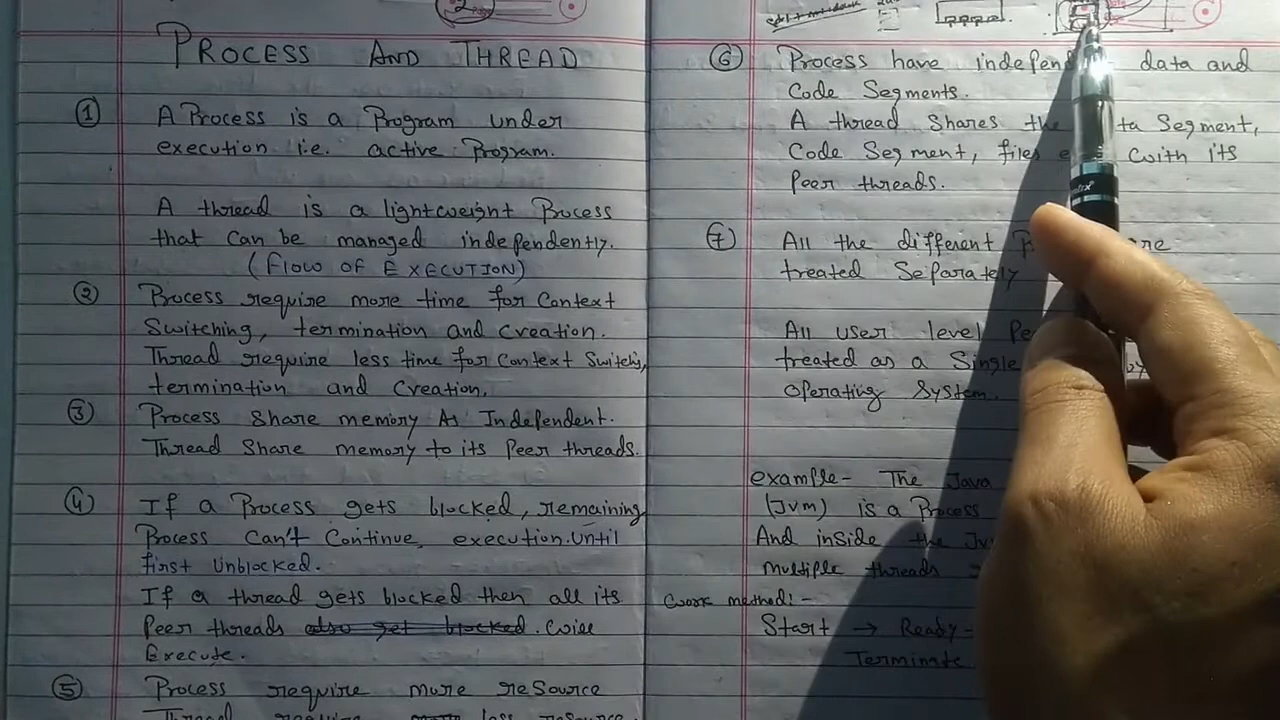 PROCESS AND THREAD
① A Process is a Program under
execution i.e. active Program.
A thread is a lightweight Process
that can be managed independently.
(FLOW OF EXECUTION)
② Process require more time for Context
Switching, termination and creation.
Thread require less time for Context Switch,
termination and Creation.
③ Process Share memory As Independent.
Thread Share memory to its Peer threads.
④ If a Process gets blocked, remaining
Process Can't Continue, execution. Until
first Unblocked.
If a thread gets blocked then all its
Peer threads also get blocked. will
Execute.
⑤ Process require more resource
Thread require less resource.
⑥ Process have data and
Code Segments.
A thread Shares Segment,
Code Segment, files with its
Peer threads.
⑦ All the different
treated Separately
All user level
treated as a Single
Operating System.
example- The Java
(Jvm) is a Process
And inside the
multiple threads
Work method:-
Start → Ready-
Terminate